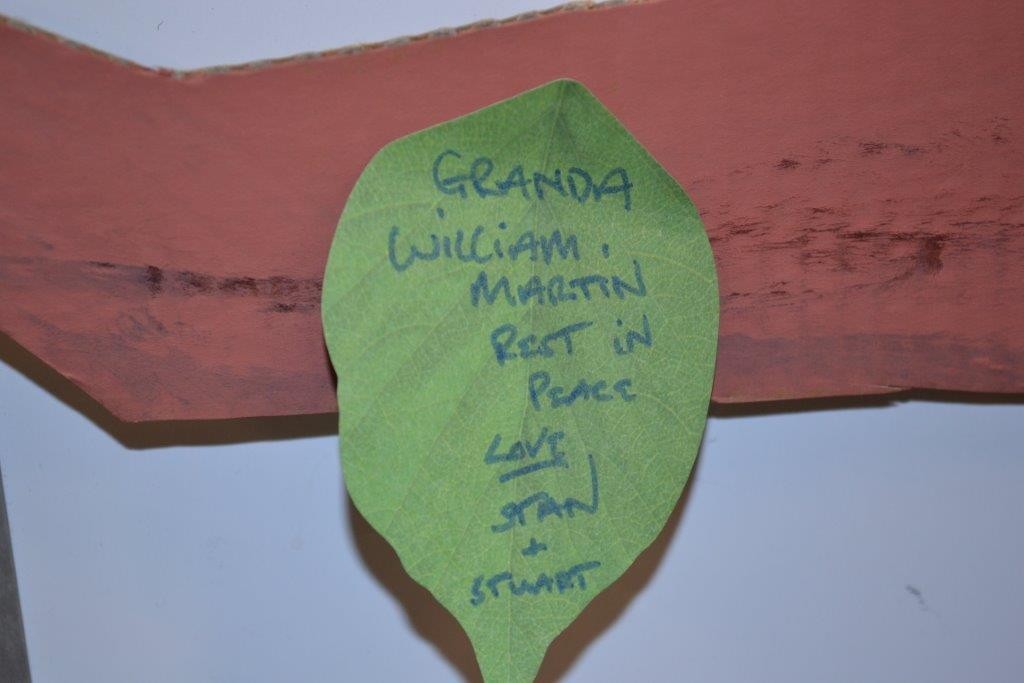 GRANDA
WILLIAM.
MARTIN
REST IN
PEACE
LOVE
STAN
+
STUART